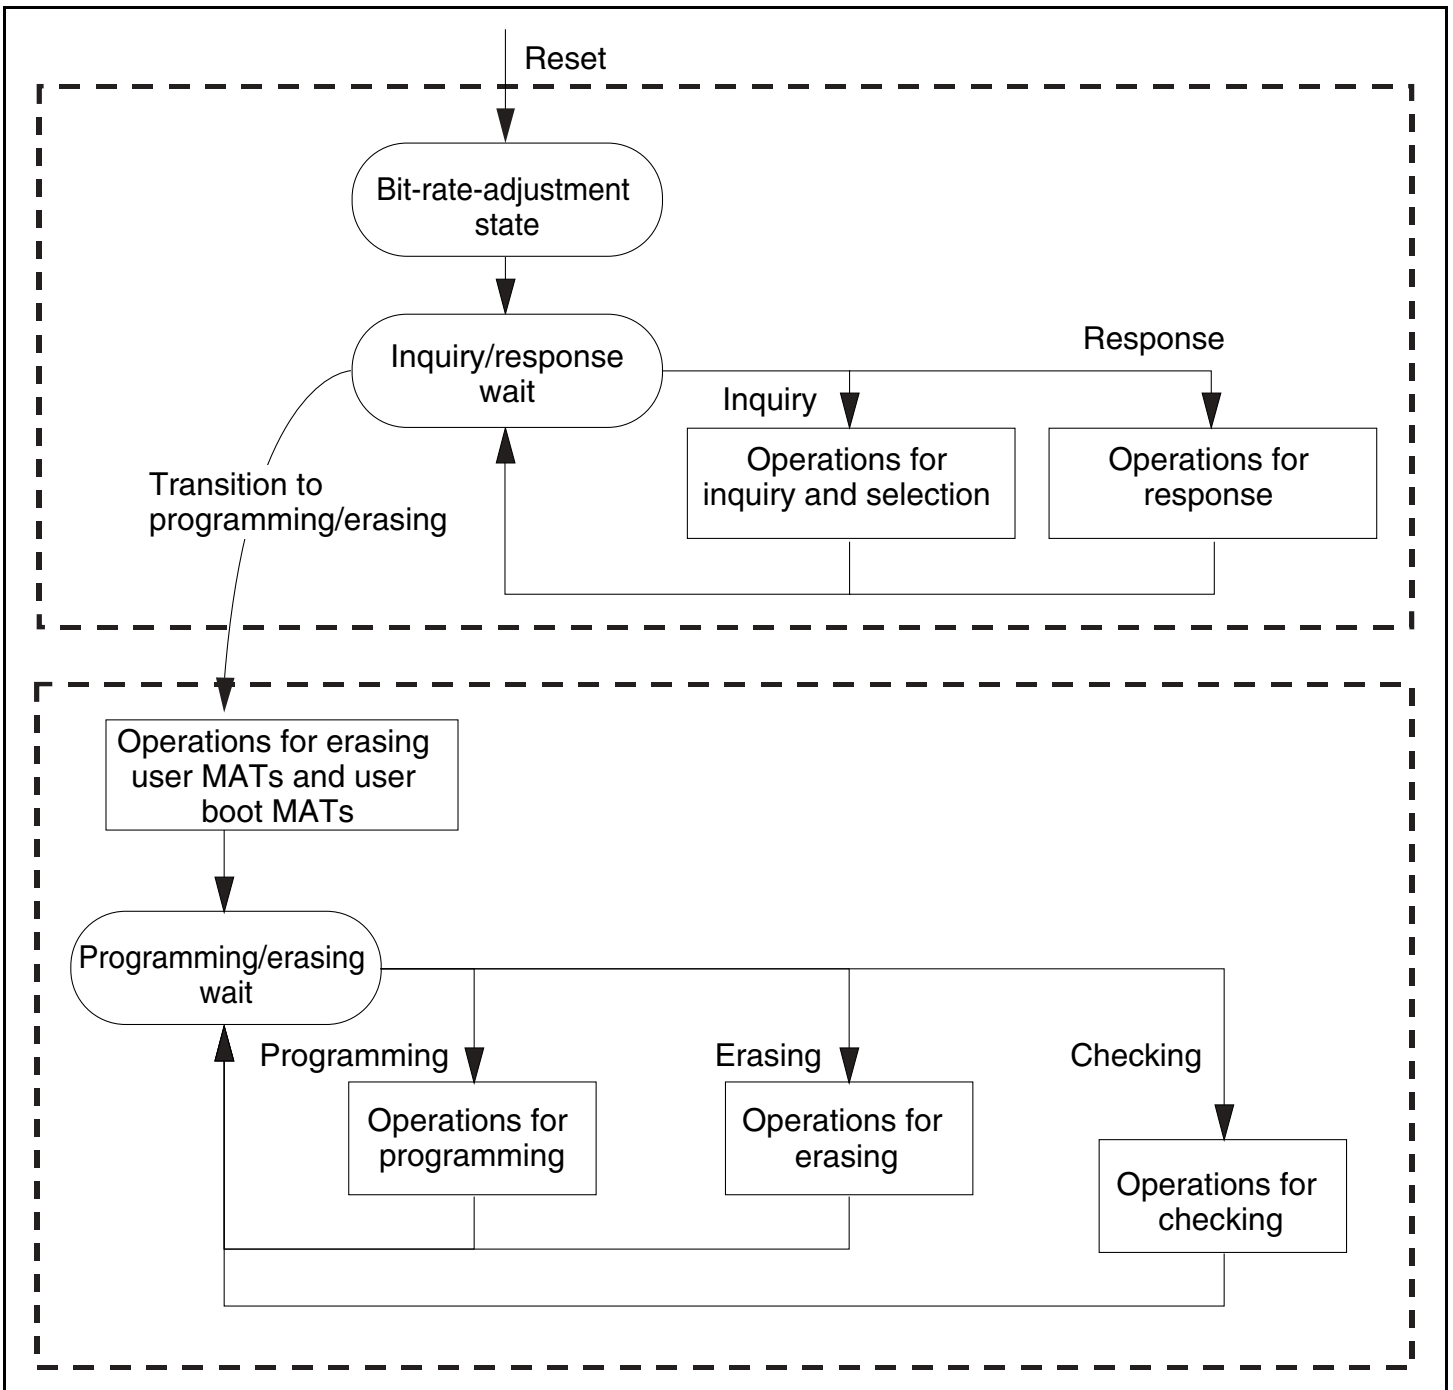 Reset
Bit-rate-adjustment
state
Inquiry/response
wait
Response
Inquiry
Operations for
inquiry and selection
Operations for
response
Transition to
programming/erasing
Operations for erasing
user MATs and user
boot MATs
Programming/erasing
wait
Programming
Erasing
Checking
Operations for
programming
Operations for
erasing
Operations for
checking